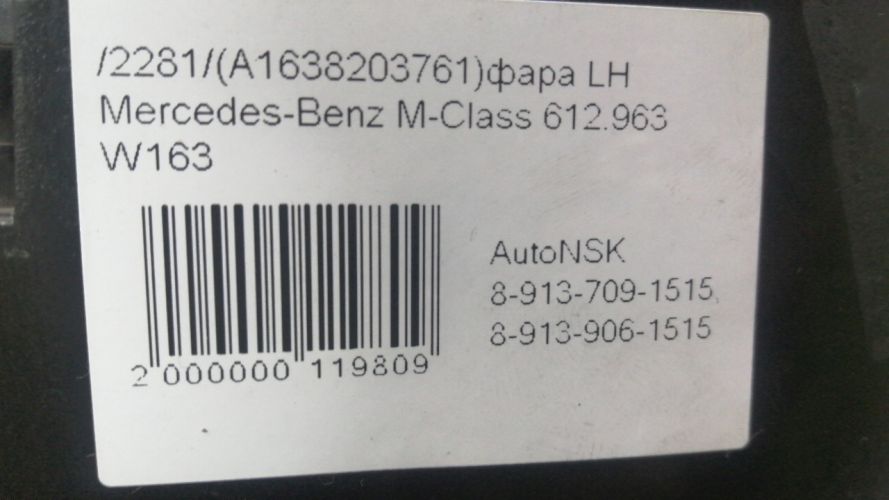 /2281/(A1638203761)фара LH
Mercedes-Benz M-Class 612.963
W163
AutoNSK
8-913-709-1515,
8-913-906-1515
2 000000 119809